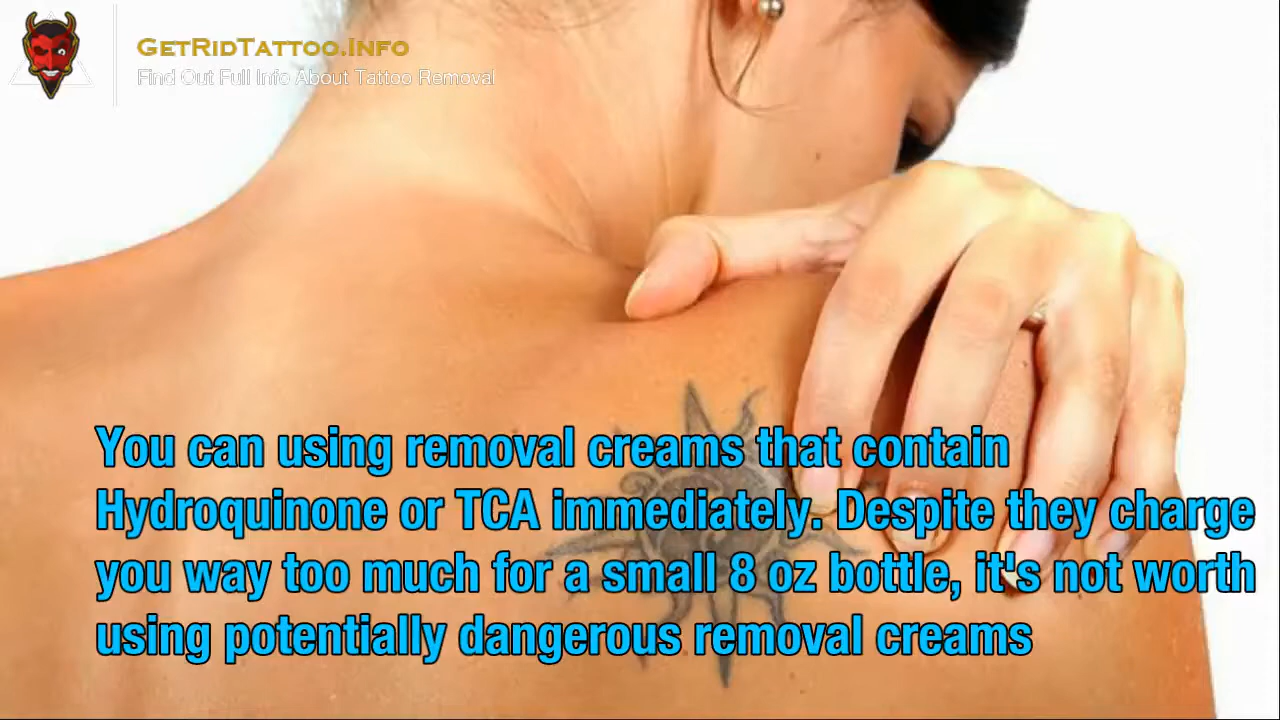 GetRidTattoo.Info
Find Out Full Info About Tattoo Removal
You can using removal creams that contain
Hydroquinone or TCA immediately. Despite they charge
you way too much for a small 8 oz bottle, it's not worth
using potentially dangerous removal creams